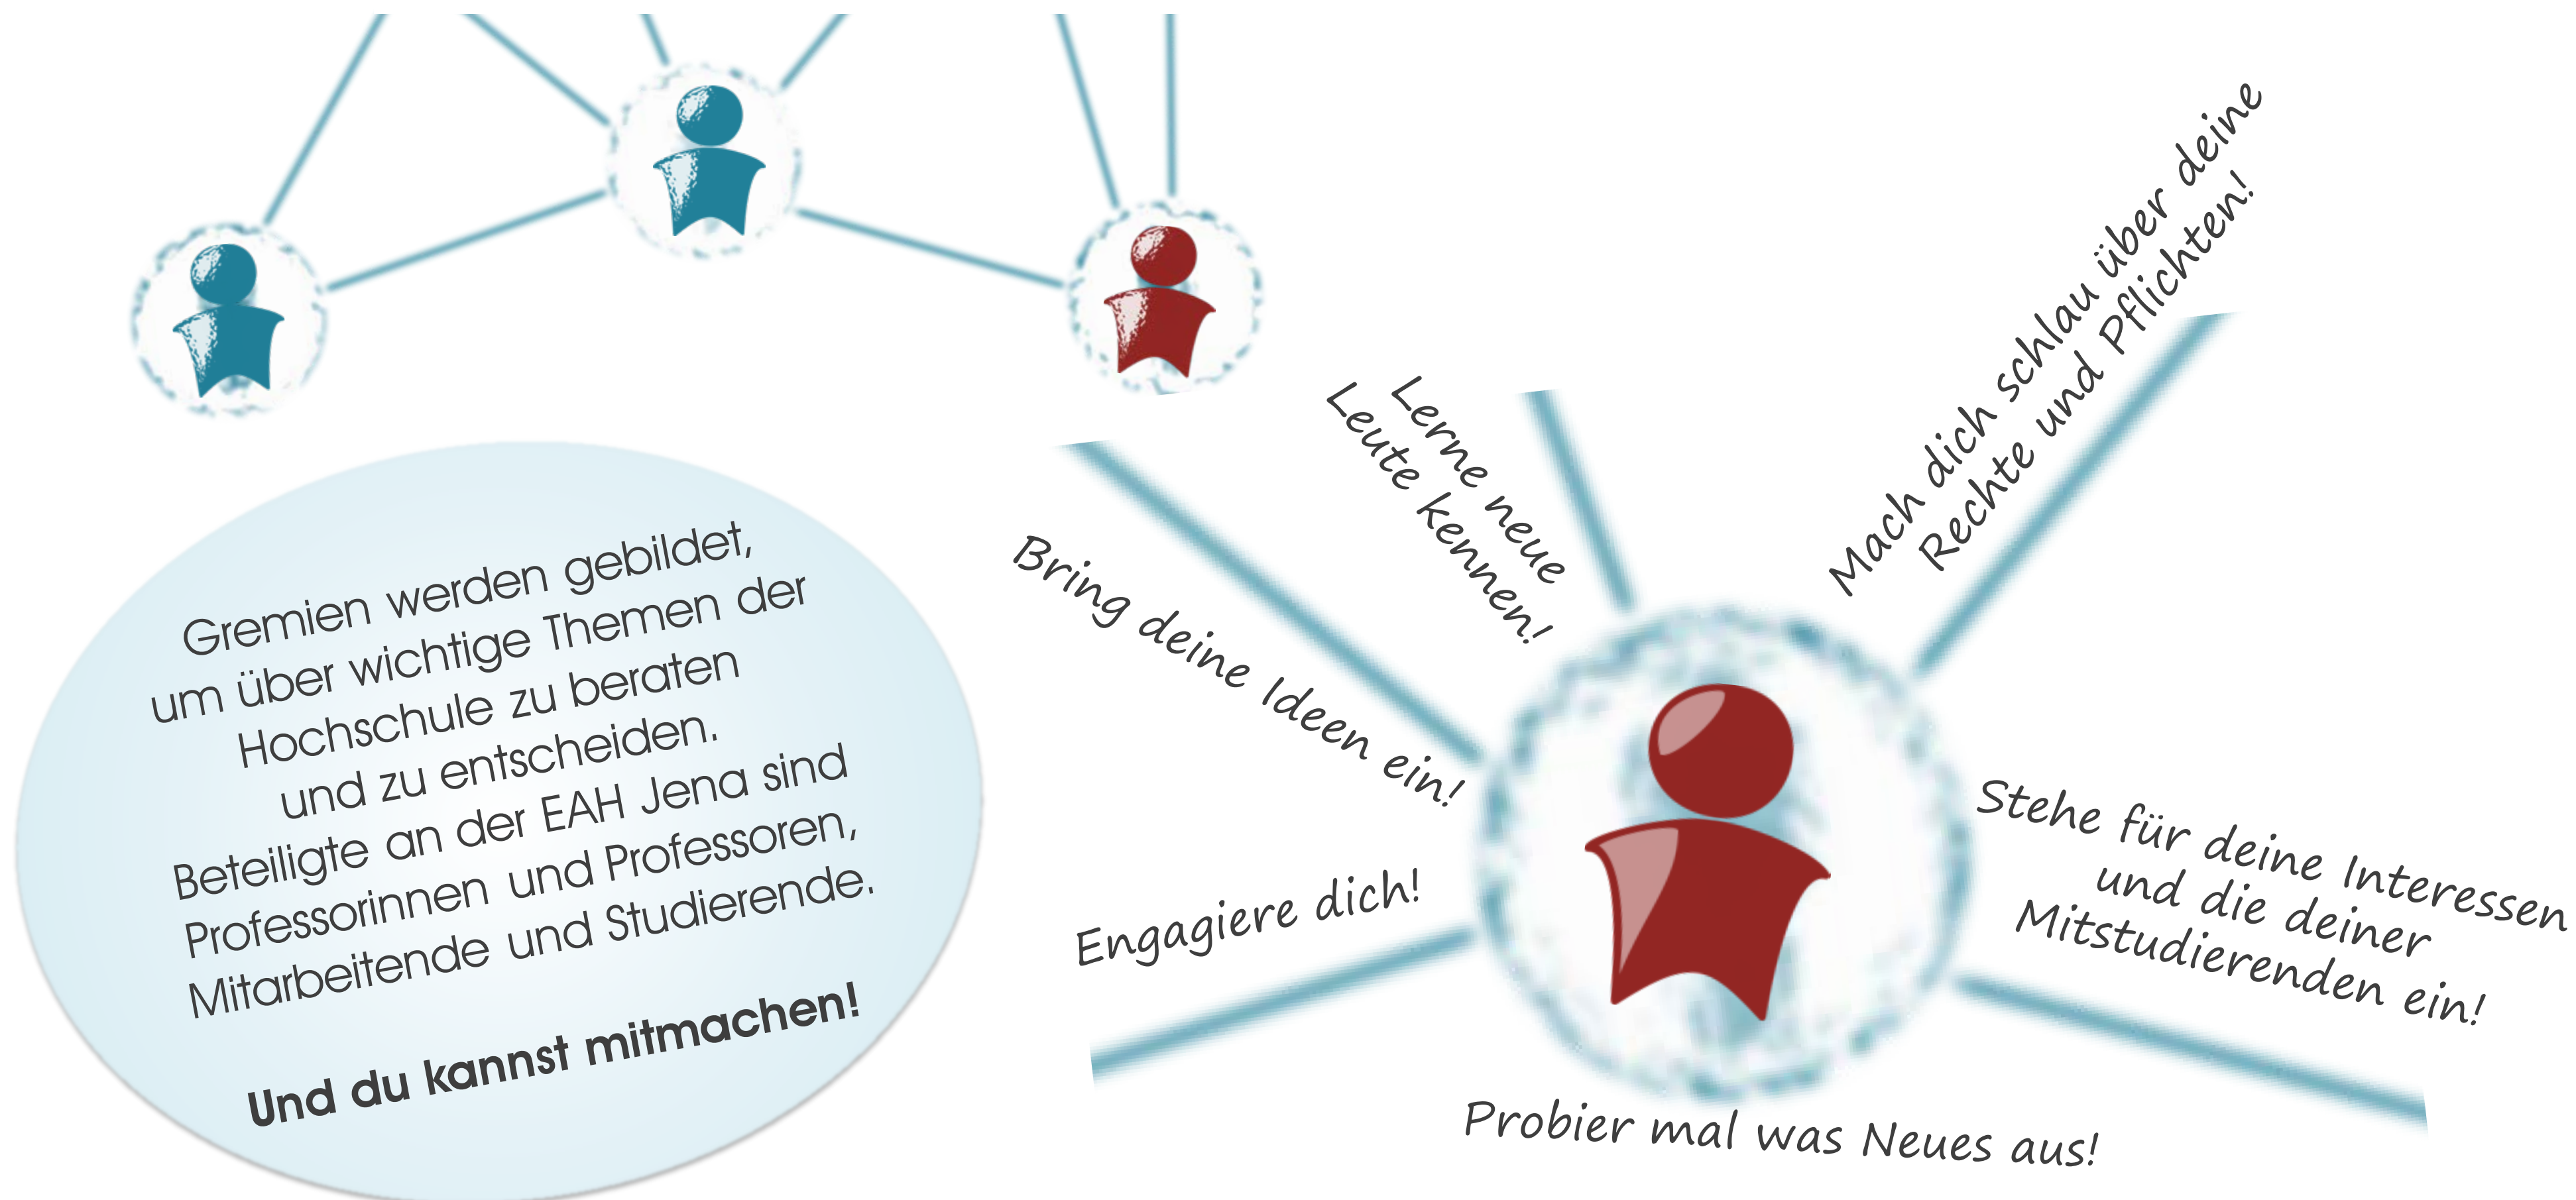 Gremien werden gebildet,
um über wichtige Themen der
Hochschule zu beraten
und zu entscheiden.
Beteiligte an der EAH Jena sind
Professorinnen und Professoren,
Mitarbeitende und Studierende.
Und du kannst mitmachen!
Engagiere dich!
Bring deine Ideen ein!
Lerne neue
Leute kennen!
Mach dich schlau über deine
Rechte und Pflichten!
Stehe für deine Interessen
und die deiner
Mitstudierenden ein!
Probier mal was Neues aus!